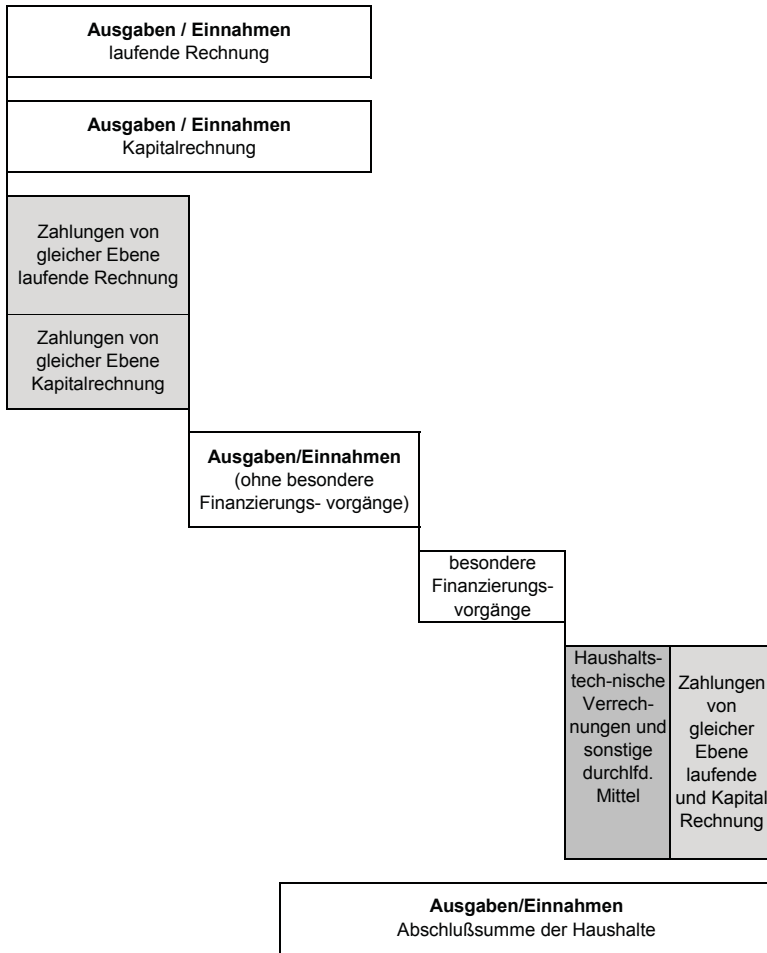 Ausgaben / Einnahmen
laufende Rechnung
Ausgaben / Einnahmen
Kapitalrechnung
Zahlungen von
gleicher Ebene
laufende Rechnung
Zahlungen von
gleicher Ebene
Kapitalrechnung
Ausgaben/Einnahmen
(ohne besondere
Finanzierungs- vorgänge)
besondere
Finanzierungs-
vorgänge
Haushalts-
tech-nische
Verrech-
nungen und
sonstige
durchlfd.
Mittel
Zahlungen
von
gleicher
Ebene
laufende
und Kapital
Rechnung
Ausgaben/Einnahmen
Abschlußsumme der Haushalte